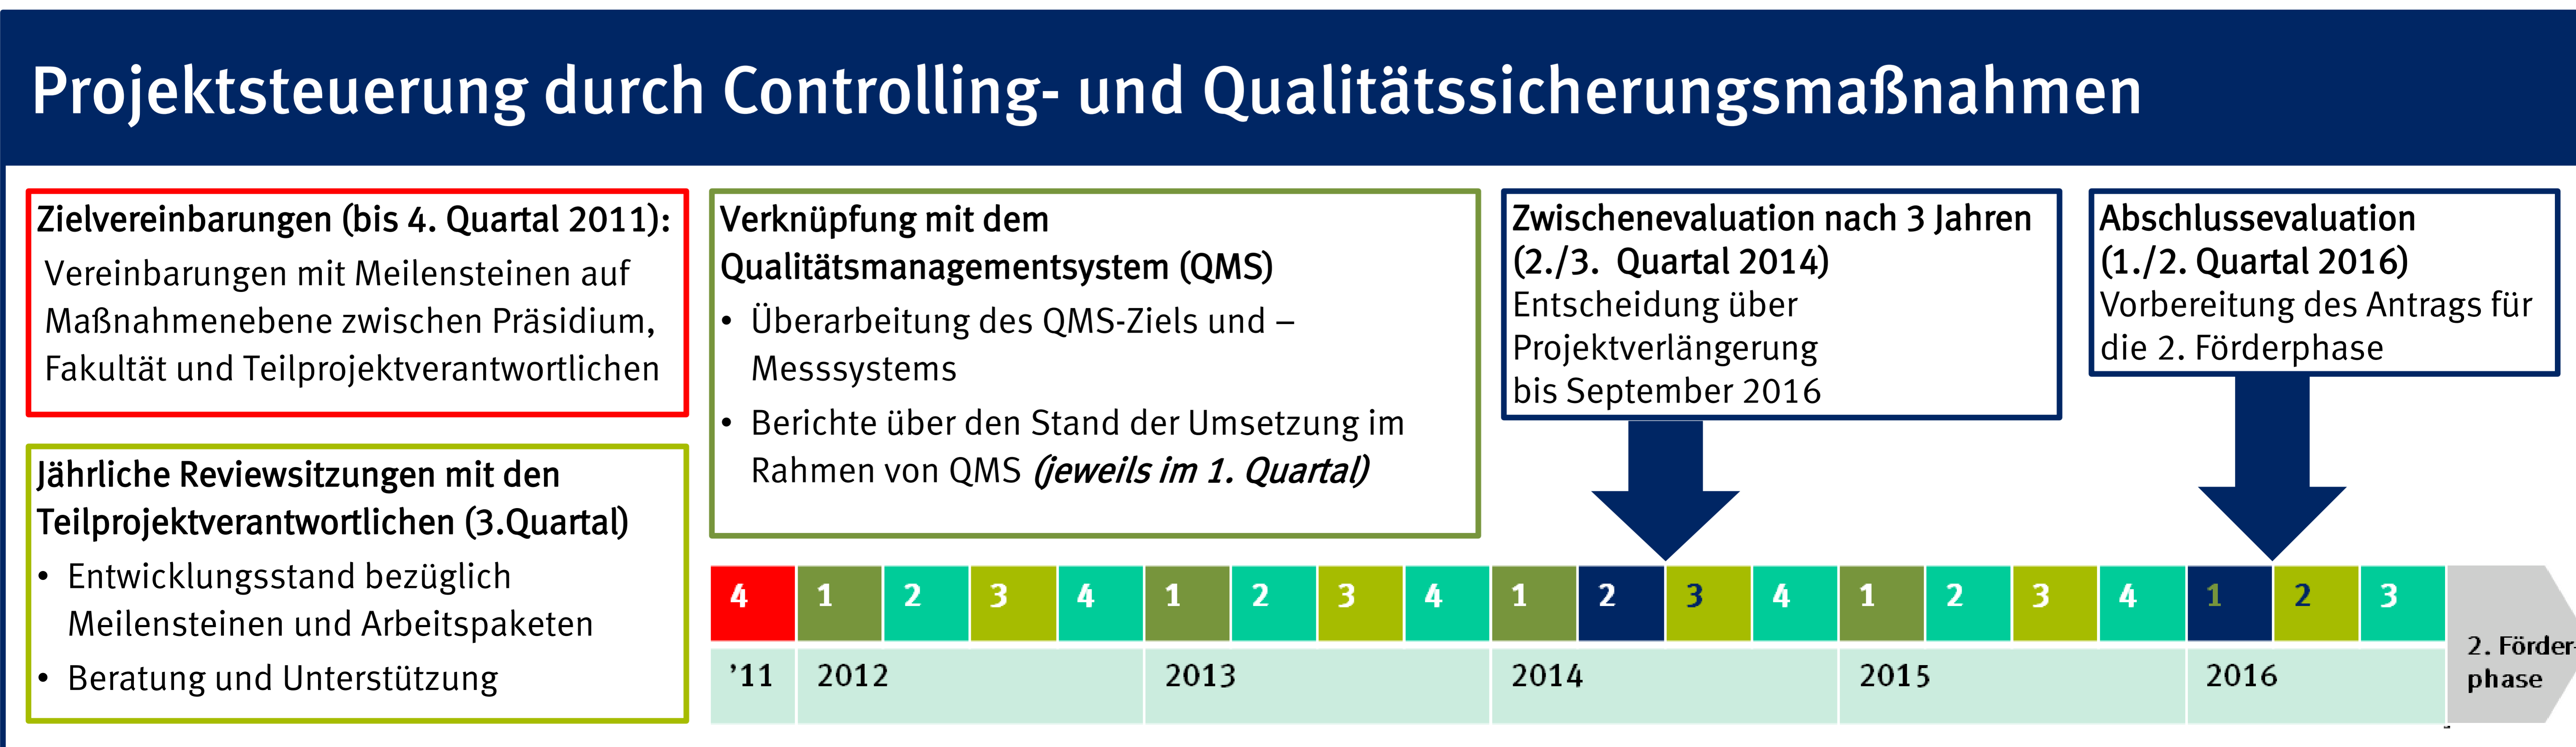 Projektsteuerung durch Controlling- und Qualitätssicherungsmaßnahmen
Zielvereinbarungen (bis 4. Quartal 2011):
Vereinbarungen mit Meilensteinen auf
Maßnahmenebene zwischen Präsidium,
Fakultät und Teilprojektverantwortlichen
Jährliche Reviewsitzungen mit den
Teilprojektverantwortlichen (3.Quartal)
• Entwicklungsstand bezüglich
Meilensteinen und Arbeitspaketen
• Beratung und Unterstützung
Verknüpfung mit dem
Qualitätsmanagementsystem (QMS)
• Überarbeitung des QMS-Ziels und –
Messsystems
• Berichte über den Stand der Umsetzung im
Rahmen von QMS (jeweils im 1. Quartal)
Zwischenevaluation nach 3 Jahren
(2./3. Quartal 2014)
Entscheidung über
Projektverlängerung
bis September 2016
Abschlussevaluation
(1./2. Quartal 2016)
Vorbereitung des Antrags für
die 2. Förderphase
4 1 2 3 4 1 2 3 4 1 2 3 4 1 2 3 4 1 2 3
’11 2012 2013 2014 2015 2016
2. Förder-
phase